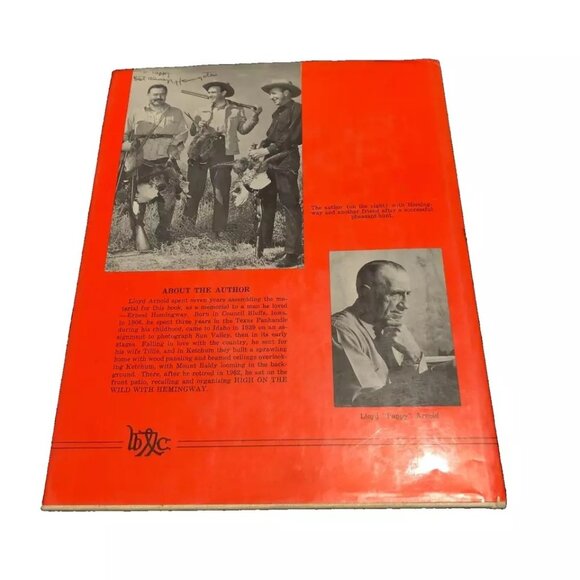 Best always Hemingstein
The author (on the right) with Heming-
way and another friend after a successful
pheasant hunt.
ABOUT THE AUTHOR
Lloyd Arnold spent seven years assembling the ma-
terial for this book, as a memorial to a man he loved
—Ernest Hemingway. Born in Council Bluffs, Iowa,
in 1906, he spent three years in the Texas Panhandle
during his childhood, came to Idaho in 1939 on an as-
signment to photograph Sun Valley, then in its early
stages. Falling in love with the country, he sent for
his wife Tillie, and in Ketchum they built a sprawling
home with wood paneling and beamed ceilings overlook-
ing Ketchum, with Mount Baldy looming in the back-
ground. There, after he retired in 1962, he sat on the
front patio, recalling and organizing HIGH ON THE
WILD WITH HEMINGWAY.
Lloyd "Pappy" Arnold